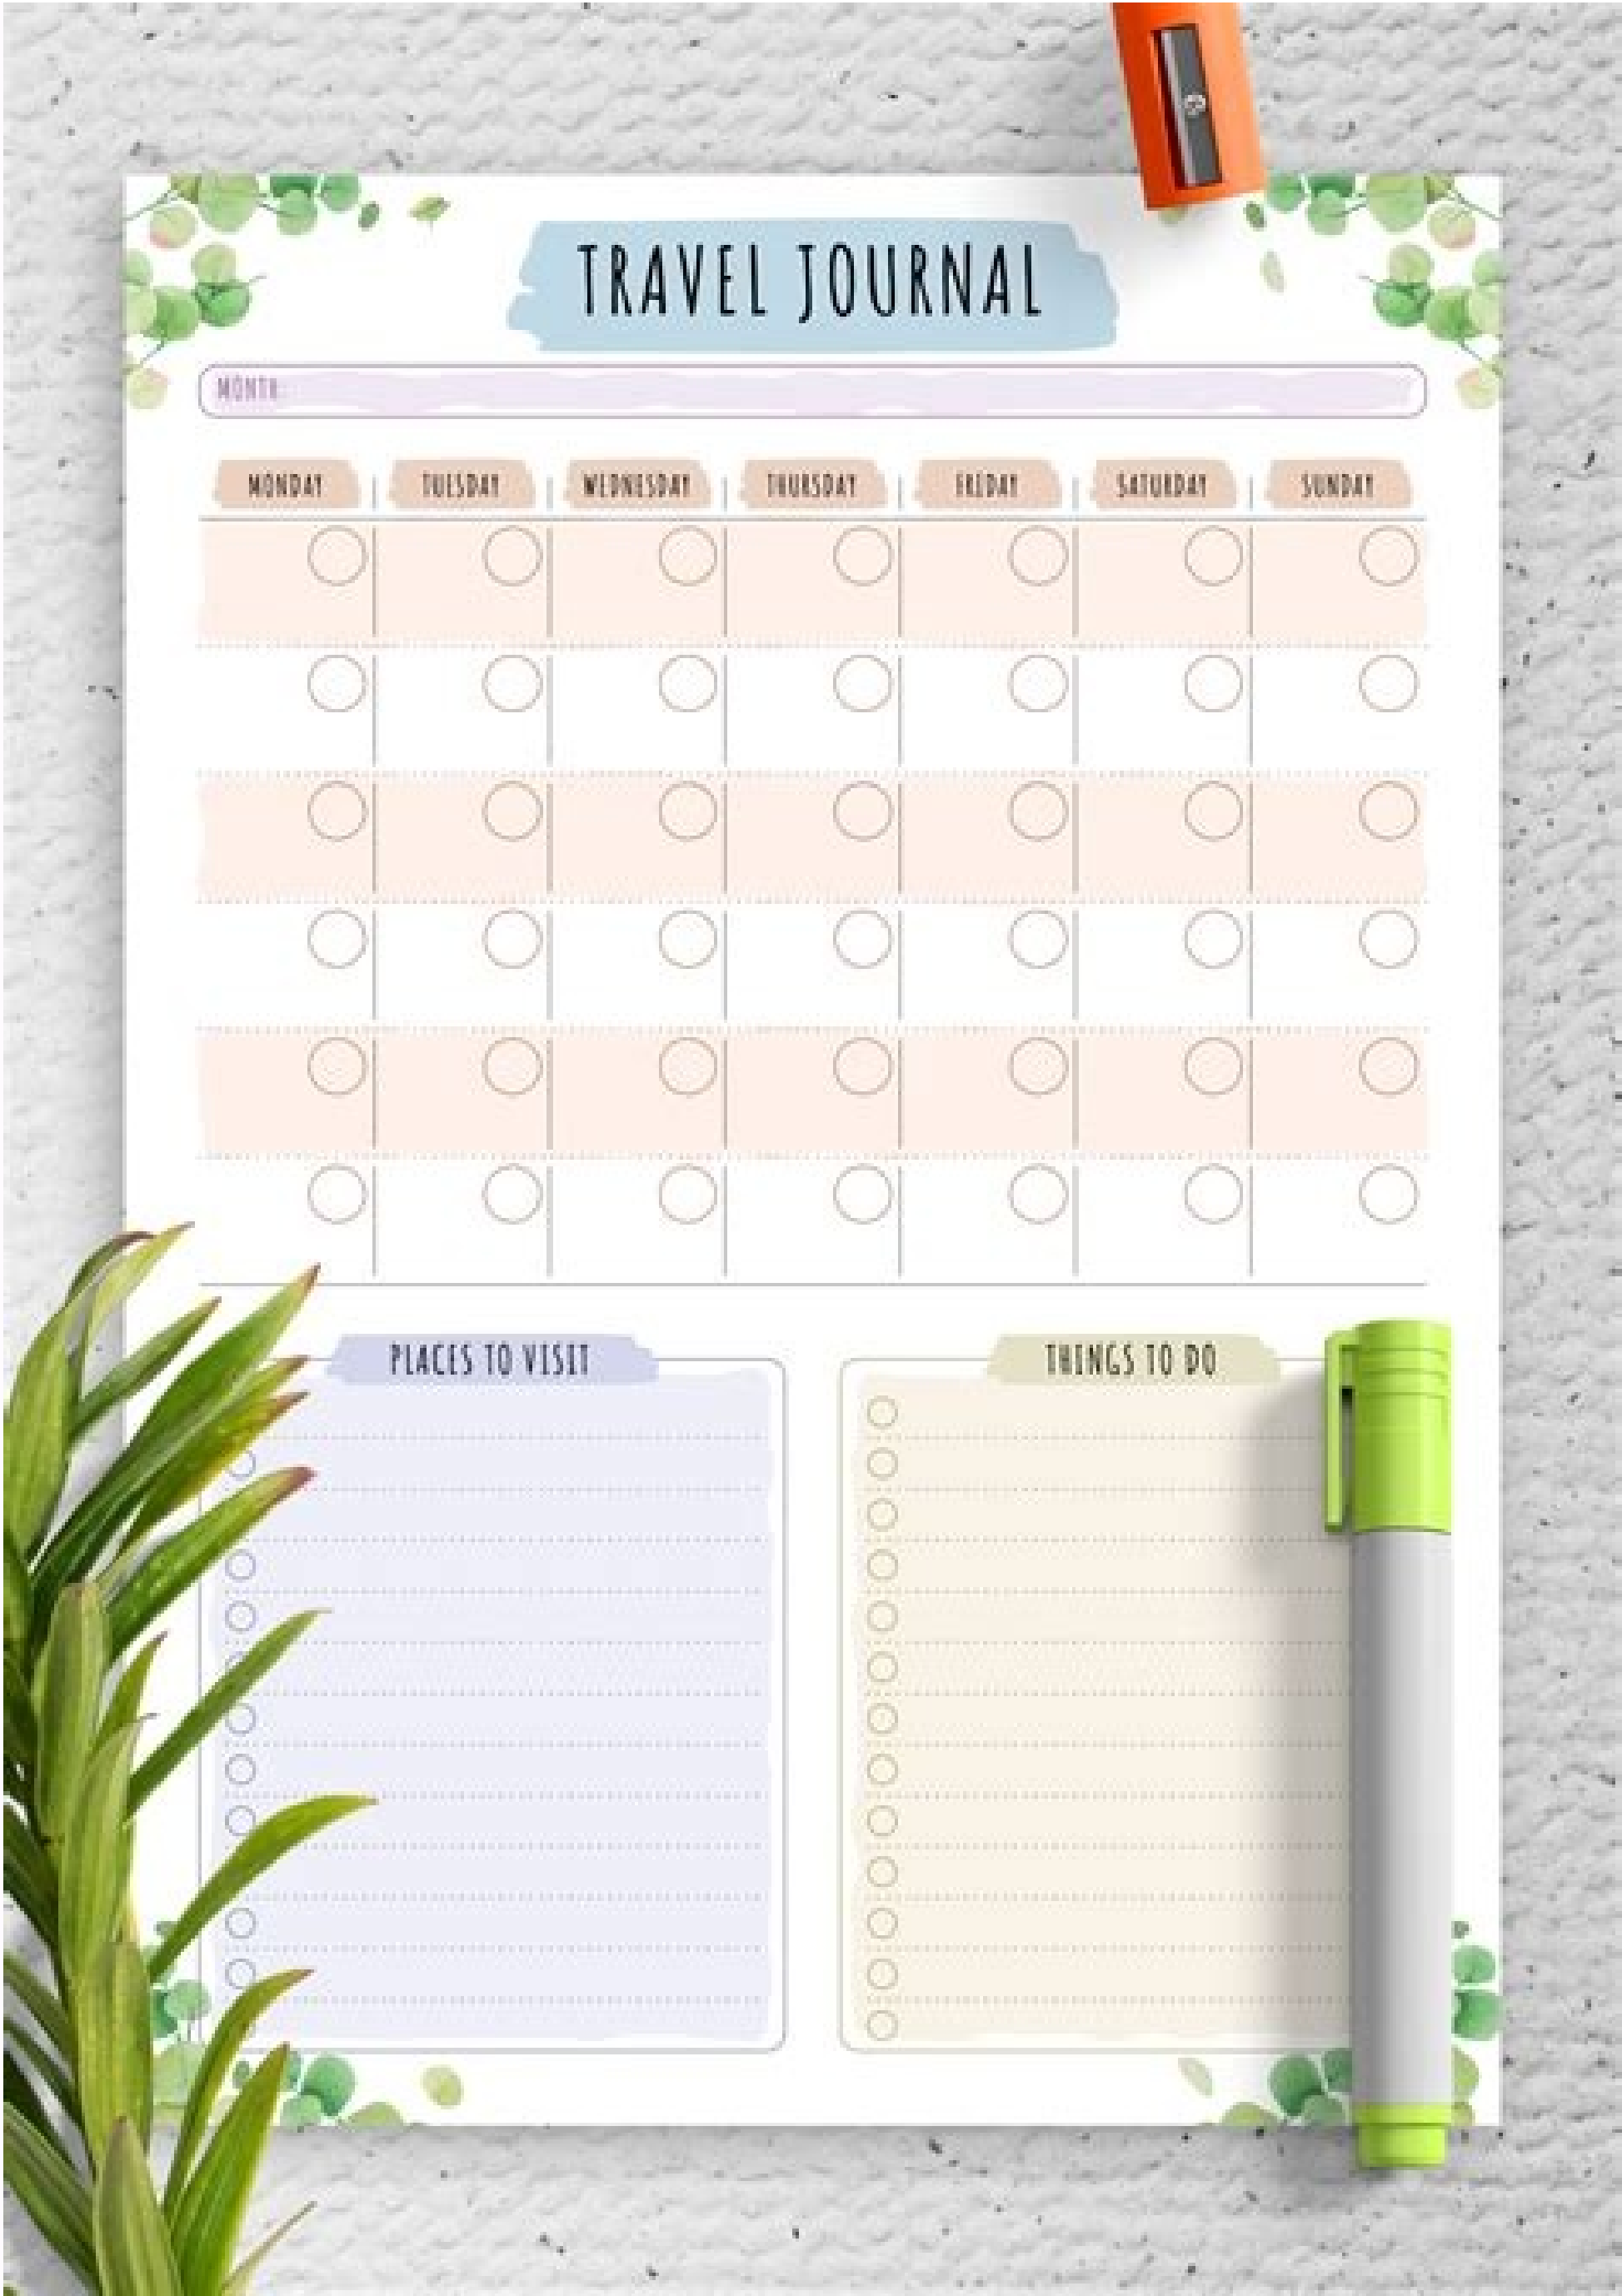 TRAVEL JOURNAL
MONTH:
MONDAY TUESDAY WEDNESDAY THURSDAY FRIDAY SATURDAY SUNDAY
PLACES TO VISIT THINGS TO DO